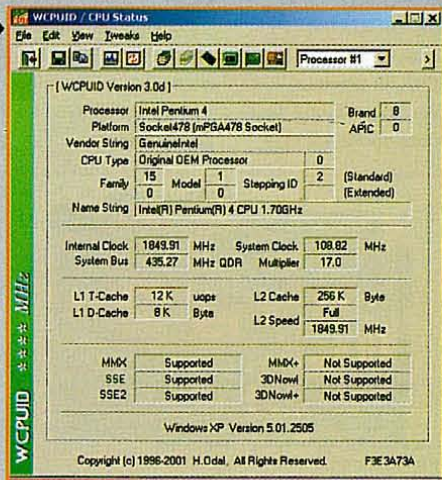 WCPUID / CPU Status
File Edit View Tweaks Help
Processor #1
[ WCPUID Version 3.0d ]
Processor Intel Pentium 4 Brand 8
Platform Socket478 (mPGA478 Socket) APIC 0
Vendor String GenuineIntel
CPU Type Original OEM Processor 0
Family 15 Model 1 Stepping ID 2 (Standard)
0 0 (Extended)
Name String Intel(R) Pentium(R) 4 CPU 1.70GHz
Internal Clock 1849.91 MHz System Clock 108.82 MHz
System Bus 435.27 MHz QDR Multiplier 17.0
L1 T-Cache 12 K uops L2 Cache 256 K Byte
L1 D-Cache 8 K Byte L2 Speed Full
1849.91 MHz
MMX Supported MMX+ Not Supported
SSE Supported 3DNow! Not Supported
SSE2 Supported 3DNow!+ Not Supported
Windows XP Version 5.01.2505
Copyright (c) 1996-2001 H.Oda!, All Rights Reserved. F3E3A73A
WCPUID **** MHz